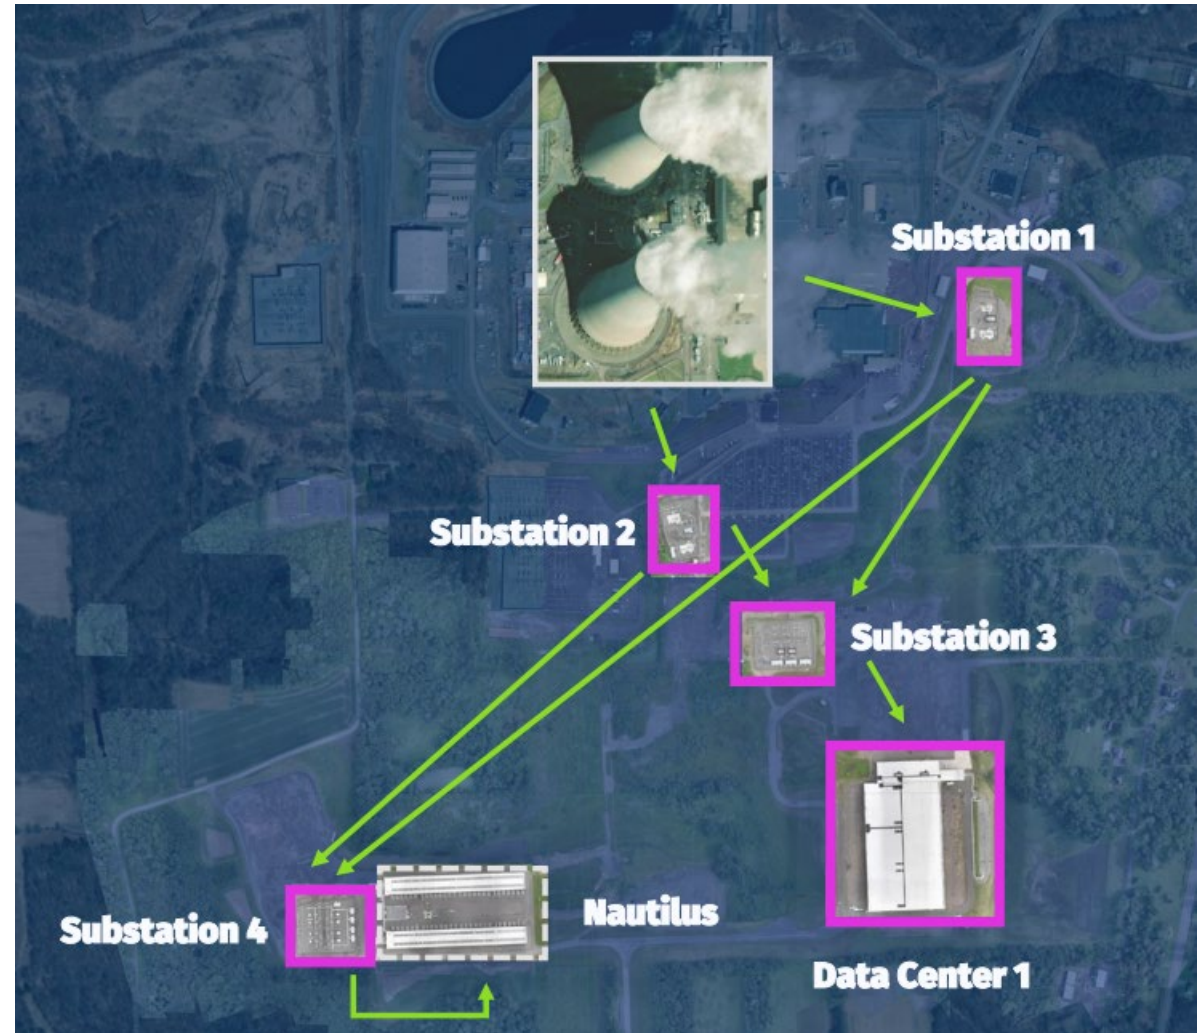 Substation 1
Substation 2
Substation 3
Substation 4
Nautilus
Data Center 1